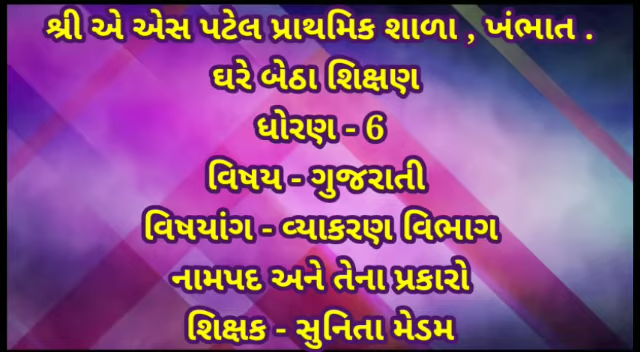 શ્રી એ એસ પટેલ પ્રાથમિક શાળા , ખંભાત .
ઘરે બેઠા શિક્ષણ
ધોરણ - 6
વિષય - ગુજરાતી
વિષયાંગ - વ્યાકરણ વિભાગ
નામપદ અને તેના પ્રકારો
શિક્ષક - સુનિતા મેડમ